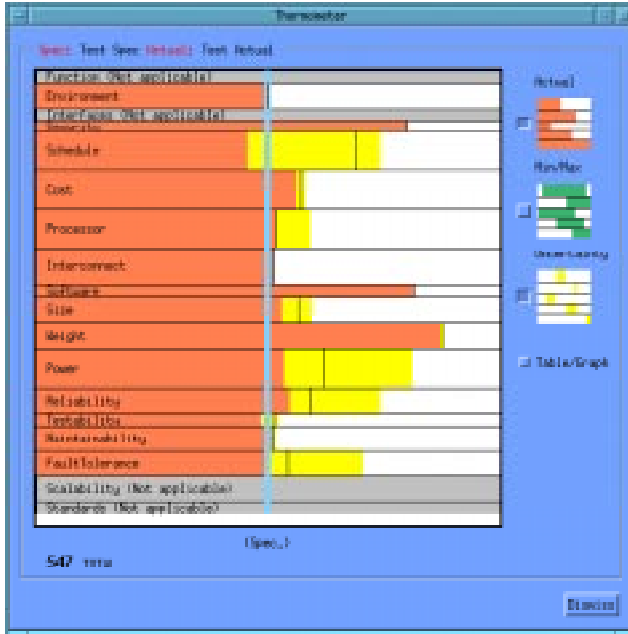 Thermometer
Spec: Test Spec Actual: Test Actual
Function (Not applicable)
Environment
Interfaces (Not applicable)
Schedule
Cost
Processor
Interconnect
Software
Size
Weight
Power
Reliability
Testability
Maintainability
FaultTolerance
Scalability (Not applicable)
Standards (Not applicable)
Actual
Min/Max
Uncertainty
Table/Graph
(Spec.)
547 TOTAL
Dismiss